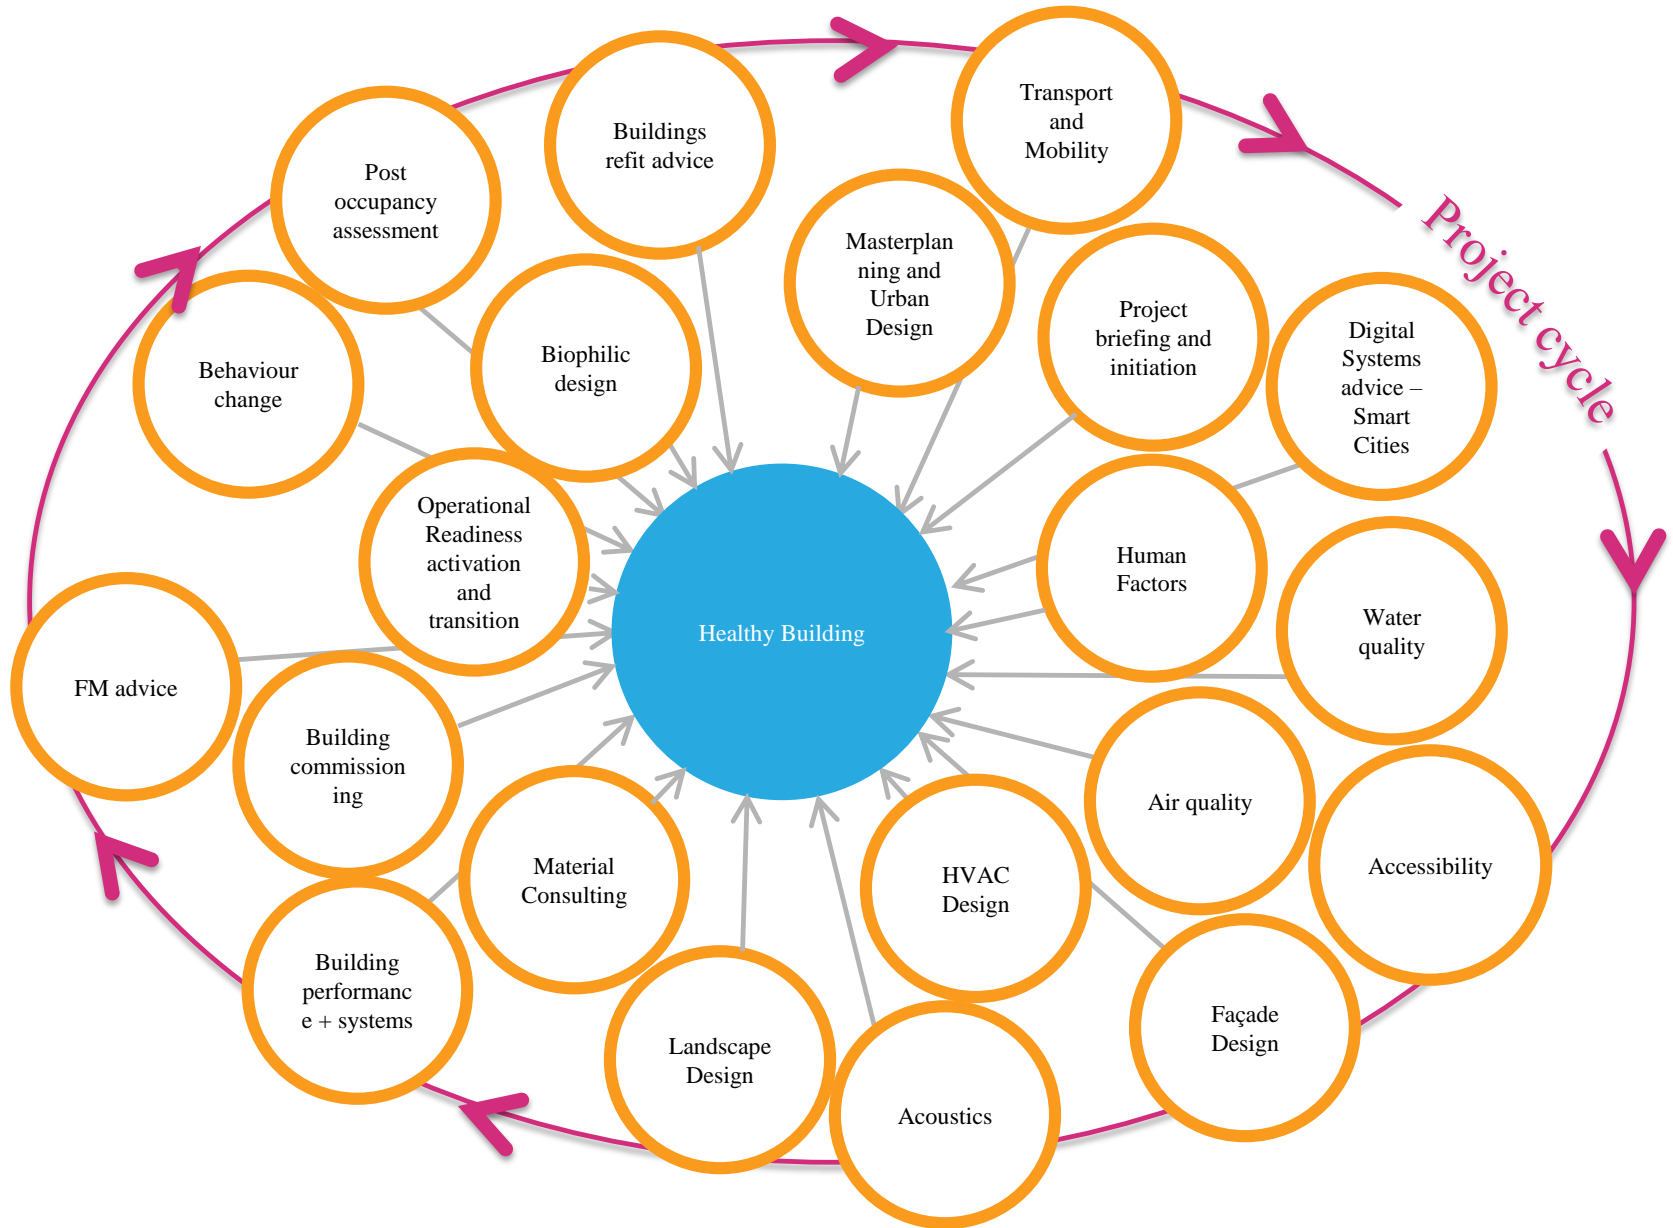 Transport
and
Mobility
Buildings
refit advice
Post
occupancy
assessment
Masterplan
ning and
Urban
Design
Project cycle
Project
briefing and
initiation
Digital
Systems
advice –
Smart
Cities
Biophilic
design
Behaviour
change
Operational
Readiness
activation
and
transition
Human
Factors
Water
quality
Healthy Building
FM advice
Building
commission
ing
Air quality
Accessibility
Material
Consulting
HVAC
Design
Building
performanc
e + systems
Façade
Design
Landscape
Design
Acoustics